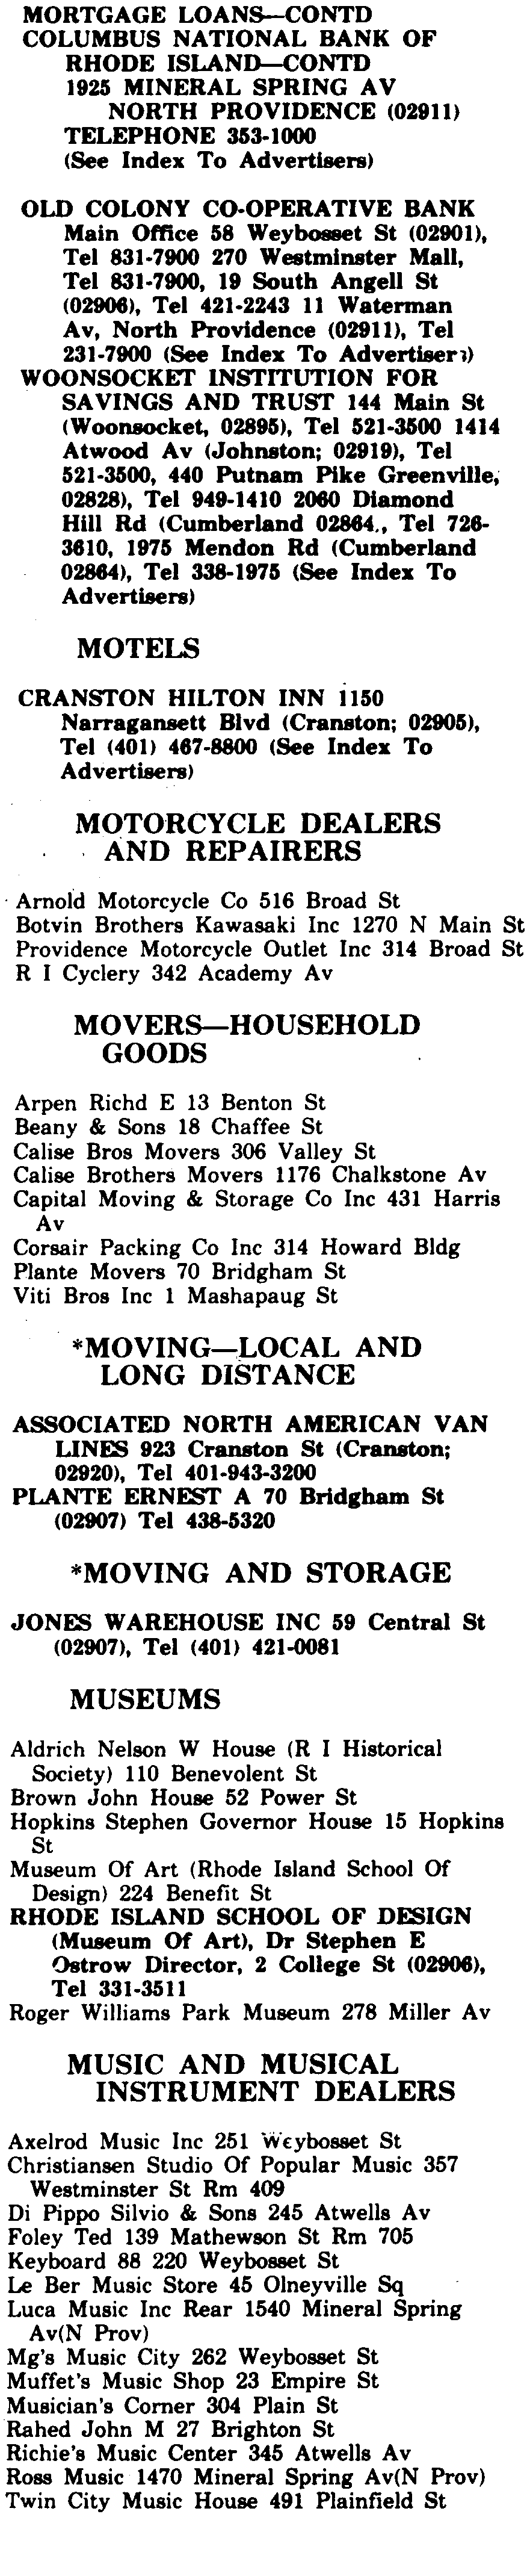 MORTGAGE LOANS—CONTD
COLUMBUS NATIONAL BANK OF
RHODE ISLAND—CONTD
1925 MINERAL SPRING AV
NORTH PROVIDENCE (02911)
TELEPHONE 353-1000
(See Index To Advertisers)
OLD COLONY CO-OPERATIVE BANK
Main Office 58 Weybosset St (02901),
Tel 831-7900 270 Westminster Mall,
Tel 831-7900, 19 South Angell St
(02906), Tel 421-2243 11 Waterman
Av, North Providence (02911), Tel
231-7900 (See Index To Advertisers)
WOONSOCKET INSTITUTION FOR
SAVINGS AND TRUST 144 Main St
(Woonsocket, 02895), Tel 521-3500 1414
Atwood Av (Johnston; 02919), Tel
521-3500, 440 Putnam Pike Greenville,
02828), Tel 949-1410 2060 Diamond
Hill Rd (Cumberland 02864., Tel 726-
3610, 1975 Mendon Rd (Cumberland
02864), Tel 338-1975 (See Index To
Advertisers)
MOTELS
CRANSTON HILTON INN 1150
Narragansett Blvd (Cranston; 02905),
Tel (401) 467-8800 (See Index To
Advertisers)
MOTORCYCLE DEALERS
AND REPAIRERS
Arnold Motorcycle Co 516 Broad St
Botvin Brothers Kawasaki Inc 1270 N Main St
Providence Motorcycle Outlet Inc 314 Broad St
R I Cyclery 342 Academy Av
MOVERS—HOUSEHOLD
GOODS
Arpen Richd E 13 Benton St
Beany & Sons 18 Chaffee St
Calise Bros Movers 306 Valley St
Calise Brothers Movers 1176 Chalkstone Av
Capital Moving & Storage Co Inc 431 Harris
Av
Corsair Packing Co Inc 314 Howard Bldg
Plante Movers 70 Bridgham St
Viti Bros Inc 1 Mashapaug St
*MOVING—LOCAL AND
LONG DISTANCE
ASSOCIATED NORTH AMERICAN VAN
LINES 923 Cranston St (Cranston;
02920), Tel 401-943-3200
PLANTE ERNEST A 70 Bridgham St
(02907) Tel 438-5320
*MOVING AND STORAGE
JONES WAREHOUSE INC 59 Central St
(02907), Tel (401) 421-0081
MUSEUMS
Aldrich Nelson W House (R I Historical
Society) 110 Benevolent St
Brown John House 52 Power St
Hopkins Stephen Governor House 15 Hopkins
St
Museum Of Art (Rhode Island School Of
Design) 224 Benefit St
RHODE ISLAND SCHOOL OF DESIGN
(Museum Of Art), Dr Stephen E
Ostrow Director, 2 College St (02906),
Tel 331-3511
Roger Williams Park Museum 278 Miller Av
MUSIC AND MUSICAL
INSTRUMENT DEALERS
Axelrod Music Inc 251 Weybosset St
Christiansen Studio Of Popular Music 357
Westminster St Rm 409
Di Pippo Silvio & Sons 245 Atwells Av
Foley Ted 139 Mathewson St Rm 705
Keyboard 88 220 Weybosset St
Le Ber Music Store 45 Olneyville Sq
Luca Music Inc Rear 1540 Mineral Spring
Av(N Prov)
Mg's Music City 262 Weybosset St
Muffet's Music Shop 23 Empire St
Musician's Corner 304 Plain St
Rahed John M 27 Brighton St
Richie's Music Center 345 Atwells Av
Ross Music 1470 Mineral Spring Av(N Prov)
Twin City Music House 491 Plainfield St